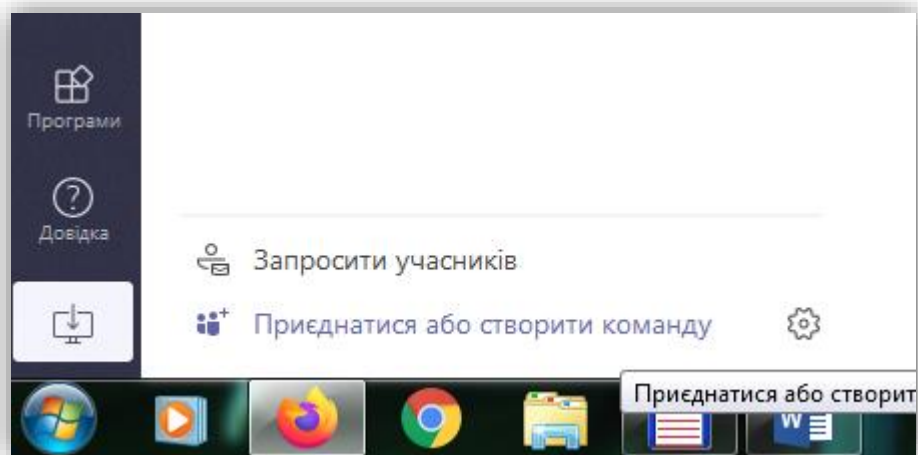 Програми
Довідка
Запросити учасників
Приєднатися або створити команду
Приєднатися або створит
W